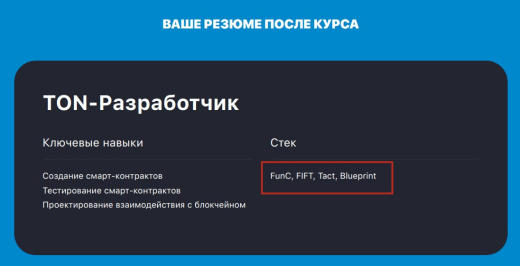 ВАШЕ РЕЗЮМЕ ПОСЛЕ КУРСА
TON-Разработчик
Ключевые навыки
Стек
Создание смарт-контрактов
FunC, FIFT, Tact, Blueprint
Тестирование смарт-контрактов
Проектирование взаимодействия с блокчейном